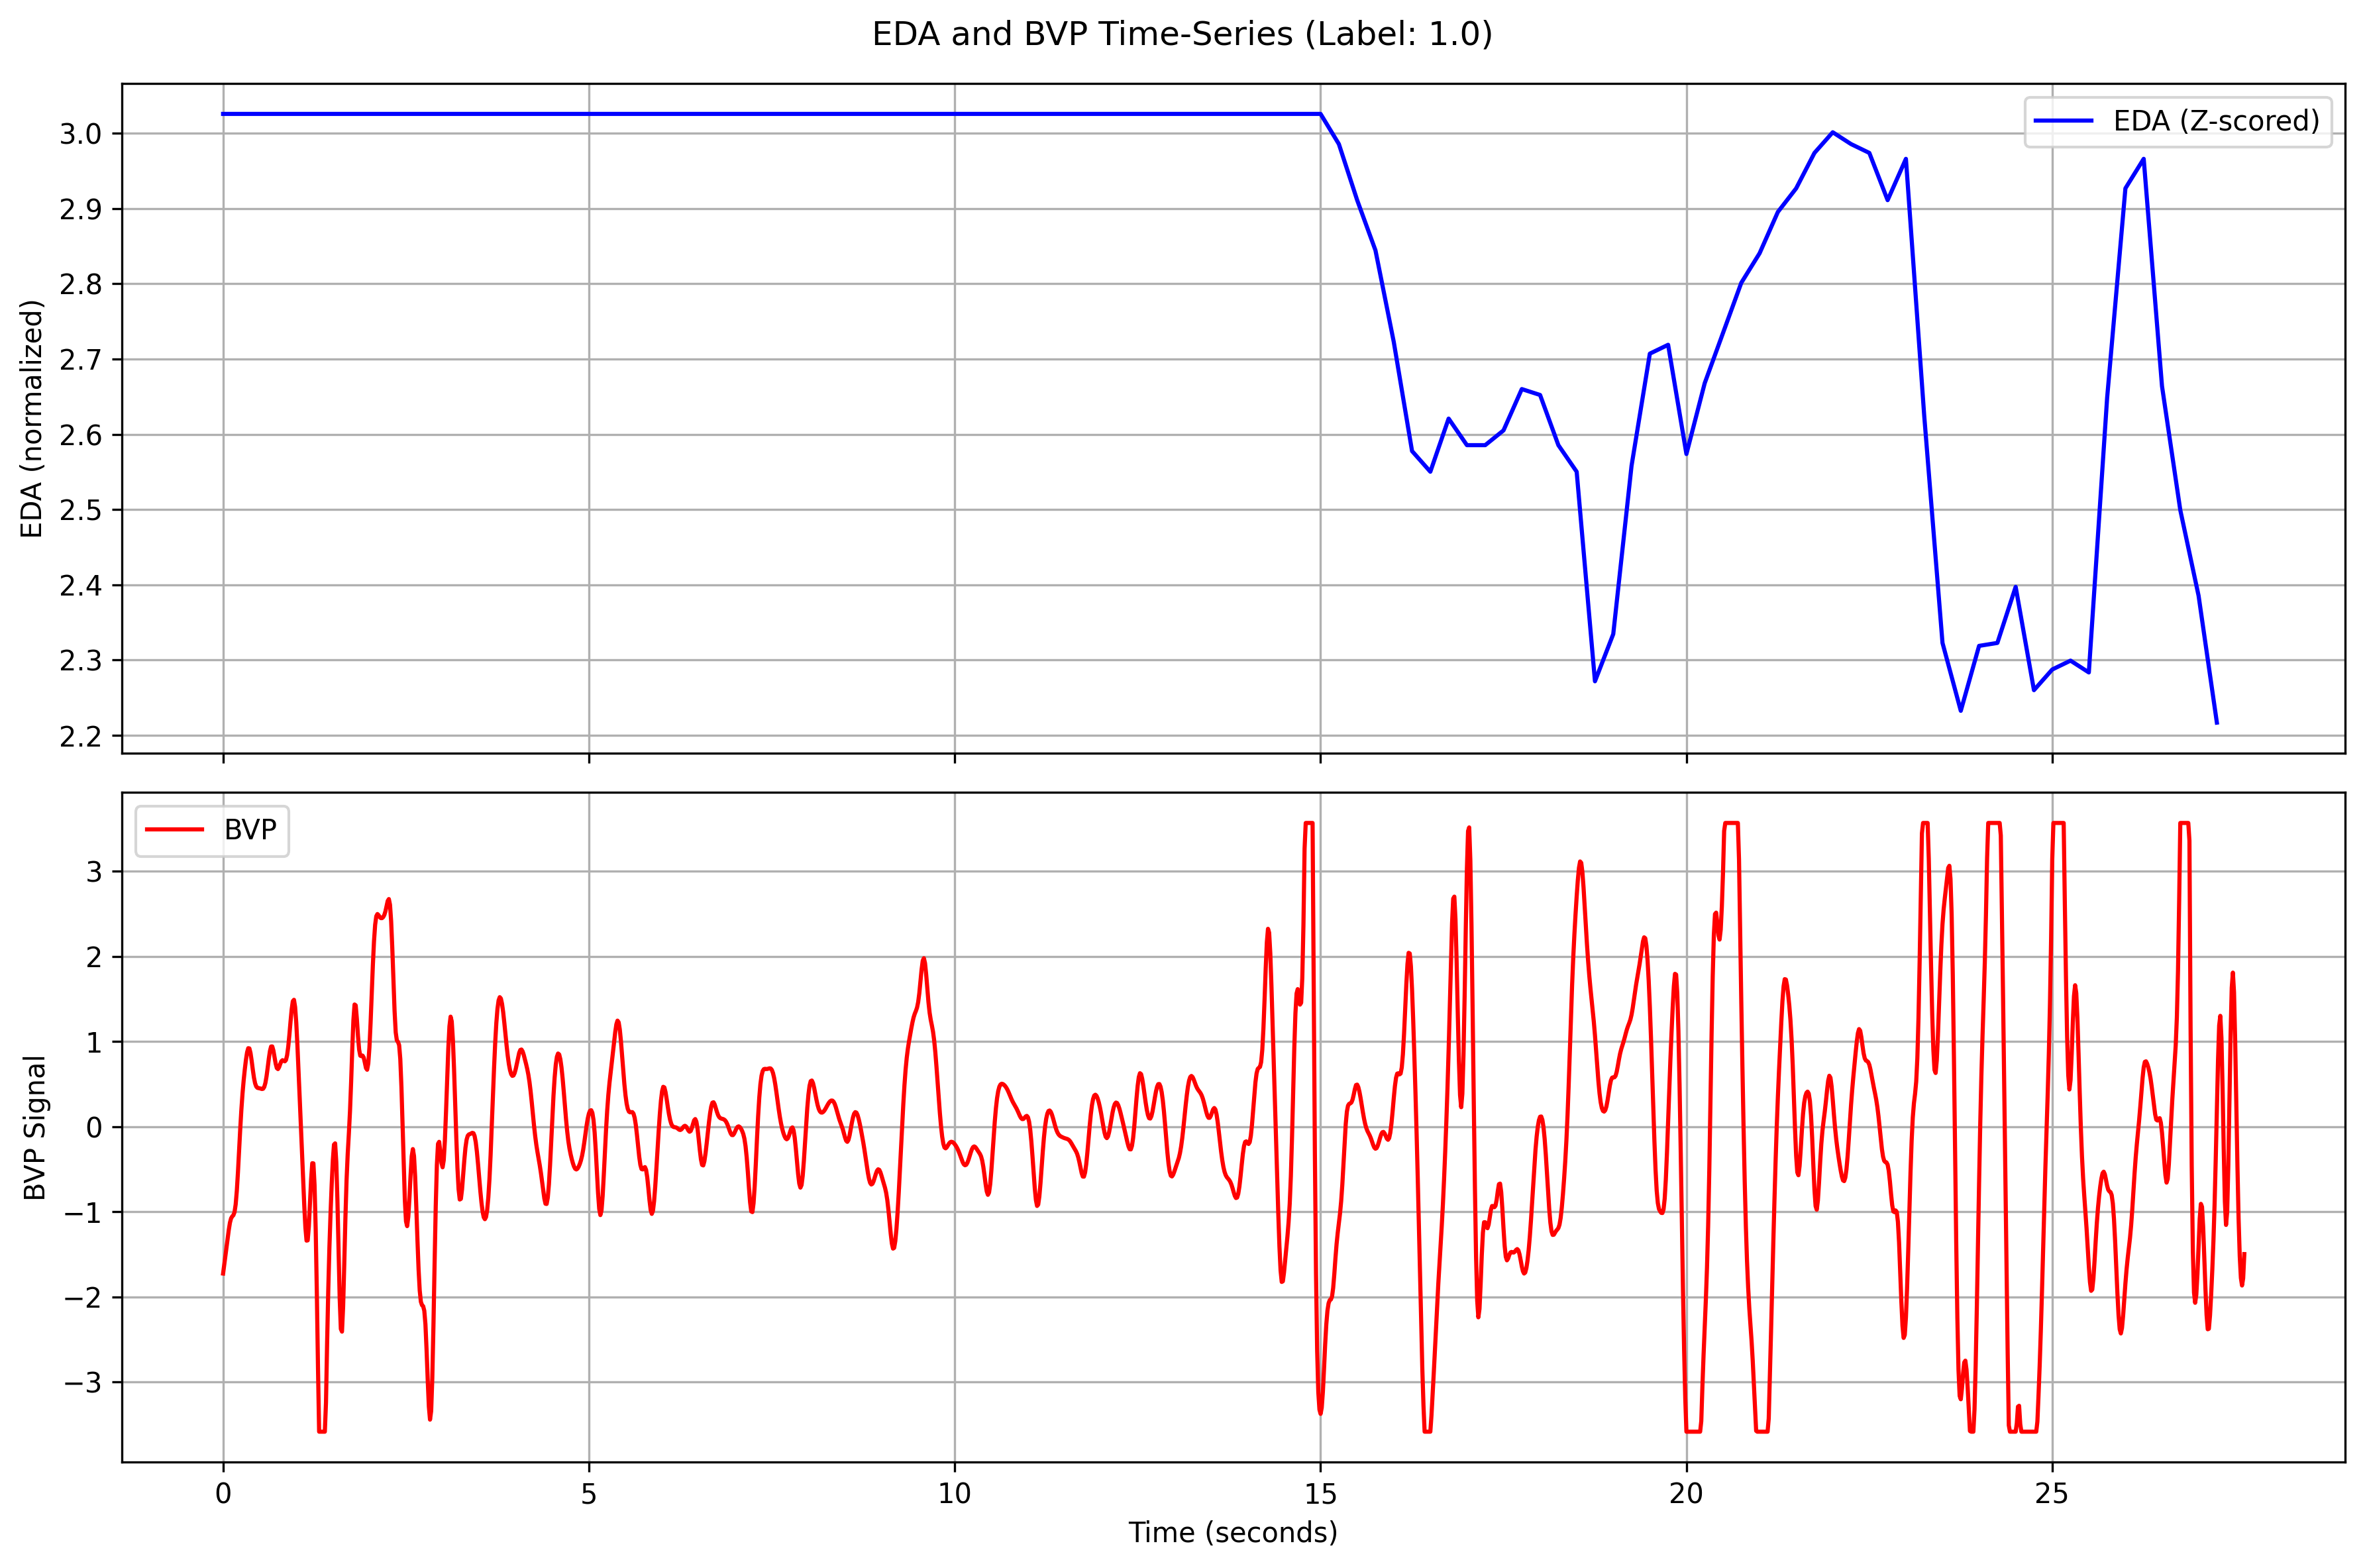 EDA and BVP Time-Series (Label: 1.0)
EDA (Z-scored)
EDA (normalized)
3.0
2.9
2.8
2.7
2.6
2.5
2.4
2.3
2.2
BVP
BVP Signal
3
2
1
0
−1
−2
−3
0 5 10 15 20 25
Time (seconds)